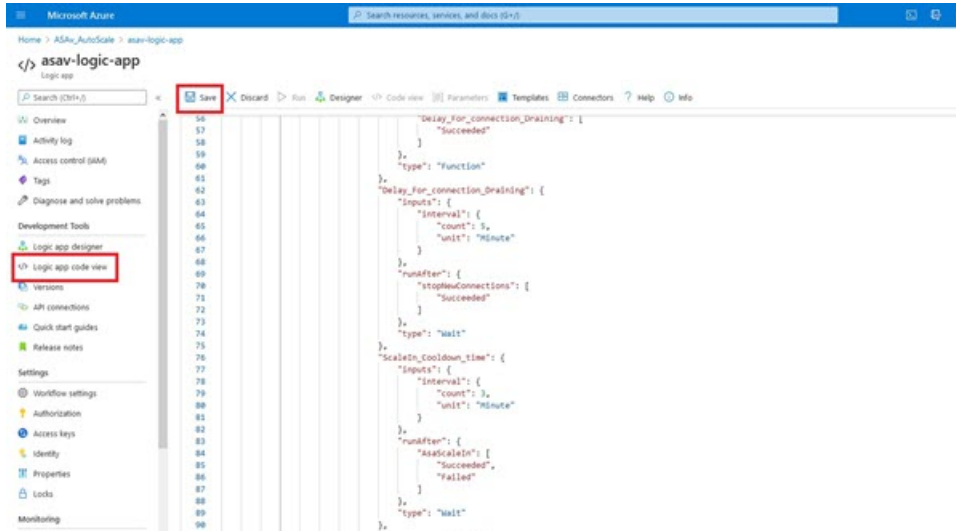 Microsoft Azure
Search resources, services, and docs (G+/)
Home > ASAv_AutoScale > asav-logic-app
</> asav-logic-app
Logic app
Search (Ctrl+/)
«
Save Discard Run Designer </> Code view Parameters Templates Connectors ? Help Info
Overview
Activity log
Access control (IAM)
Tags
Diagnose and solve problems
Development Tools
Logic app designer
</> Logic app code view
Versions
API connections
Quick start guides
Release notes
Settings
Workflow settings
Authorization
Access keys
Identity
Properties
Locks
Monitoring
56 "Delay_For_connection_Draining": [
57 "Succeeded"
58 ]
59 },
60 "type": "Function"
61 },
62 "Delay_For_connection_Draining": {
63 "inputs": {
64 "interval": {
65 "count": 5,
66 "unit": "Minute"
67 }
68 },
69 "runAfter": {
70 "stopNewConnections": [
71 "Succeeded"
72 ]
73 },
74 "type": "Wait"
75 },
76 "ScaleIn_Cooldown_time": {
77 "inputs": {
78 "interval": {
79 "count": 3,
80 "unit": "Minute"
81 }
82 },
83 "runAfter": {
84 "AsaScaleIn": [
85 "Succeeded",
86 "Failed"
87 ]
88 },
89 "type": "Wait"
90 },